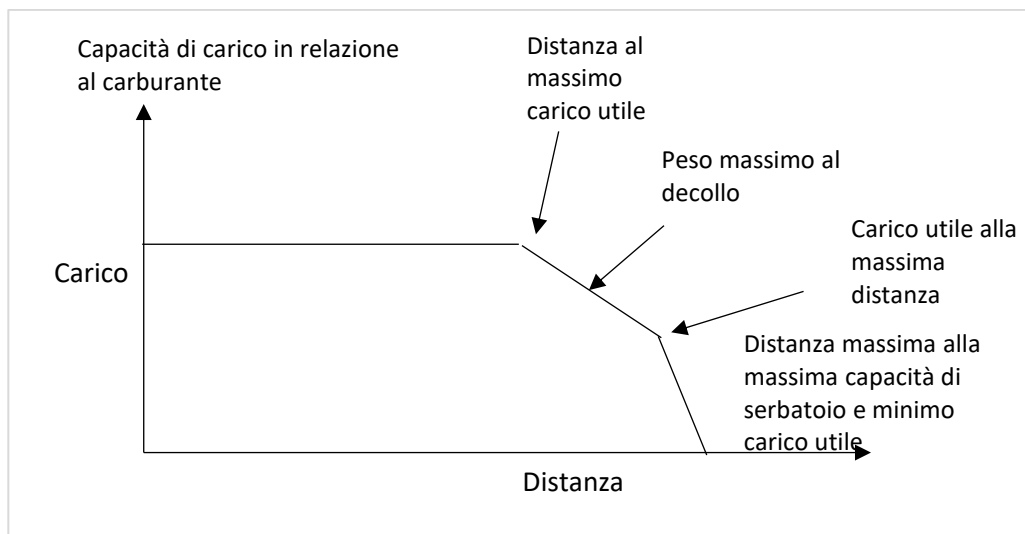 Capacità di carico in relazione
al carburante
Distanza al
massimo
carico utile
Peso massimo al
decollo
Carico utile alla
massima
distanza
Carico
Distanza massima alla
massima capacità di
serbatoio e minimo
carico utile
Distanza